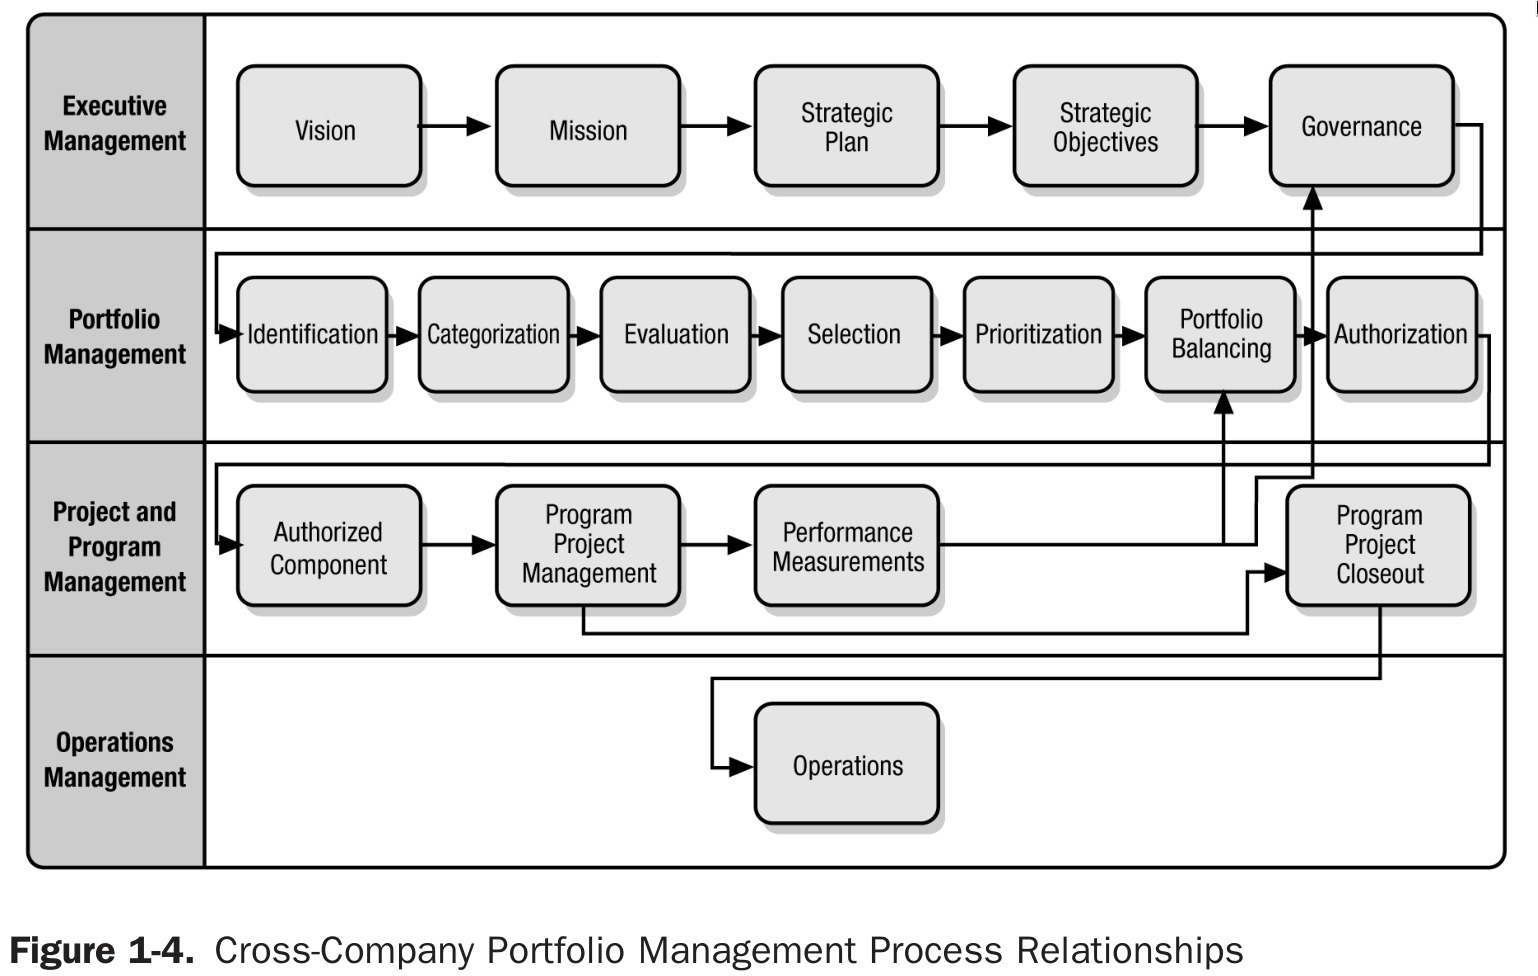 Executive
Management
Vision
Mission
Strategic
Plan
Strategic
Objectives
Governance
Portfolio
Management
Identification
Categorization
Evaluation
Selection
Prioritization
Portfolio
Balancing
Authorization
Project and
Program
Management
Authorized
Component
Program
Project
Management
Performance
Measurements
Program
Project
Closeout
Operations
Management
Operations
Figure 1-4. Cross-Company Portfolio Management Process Relationships